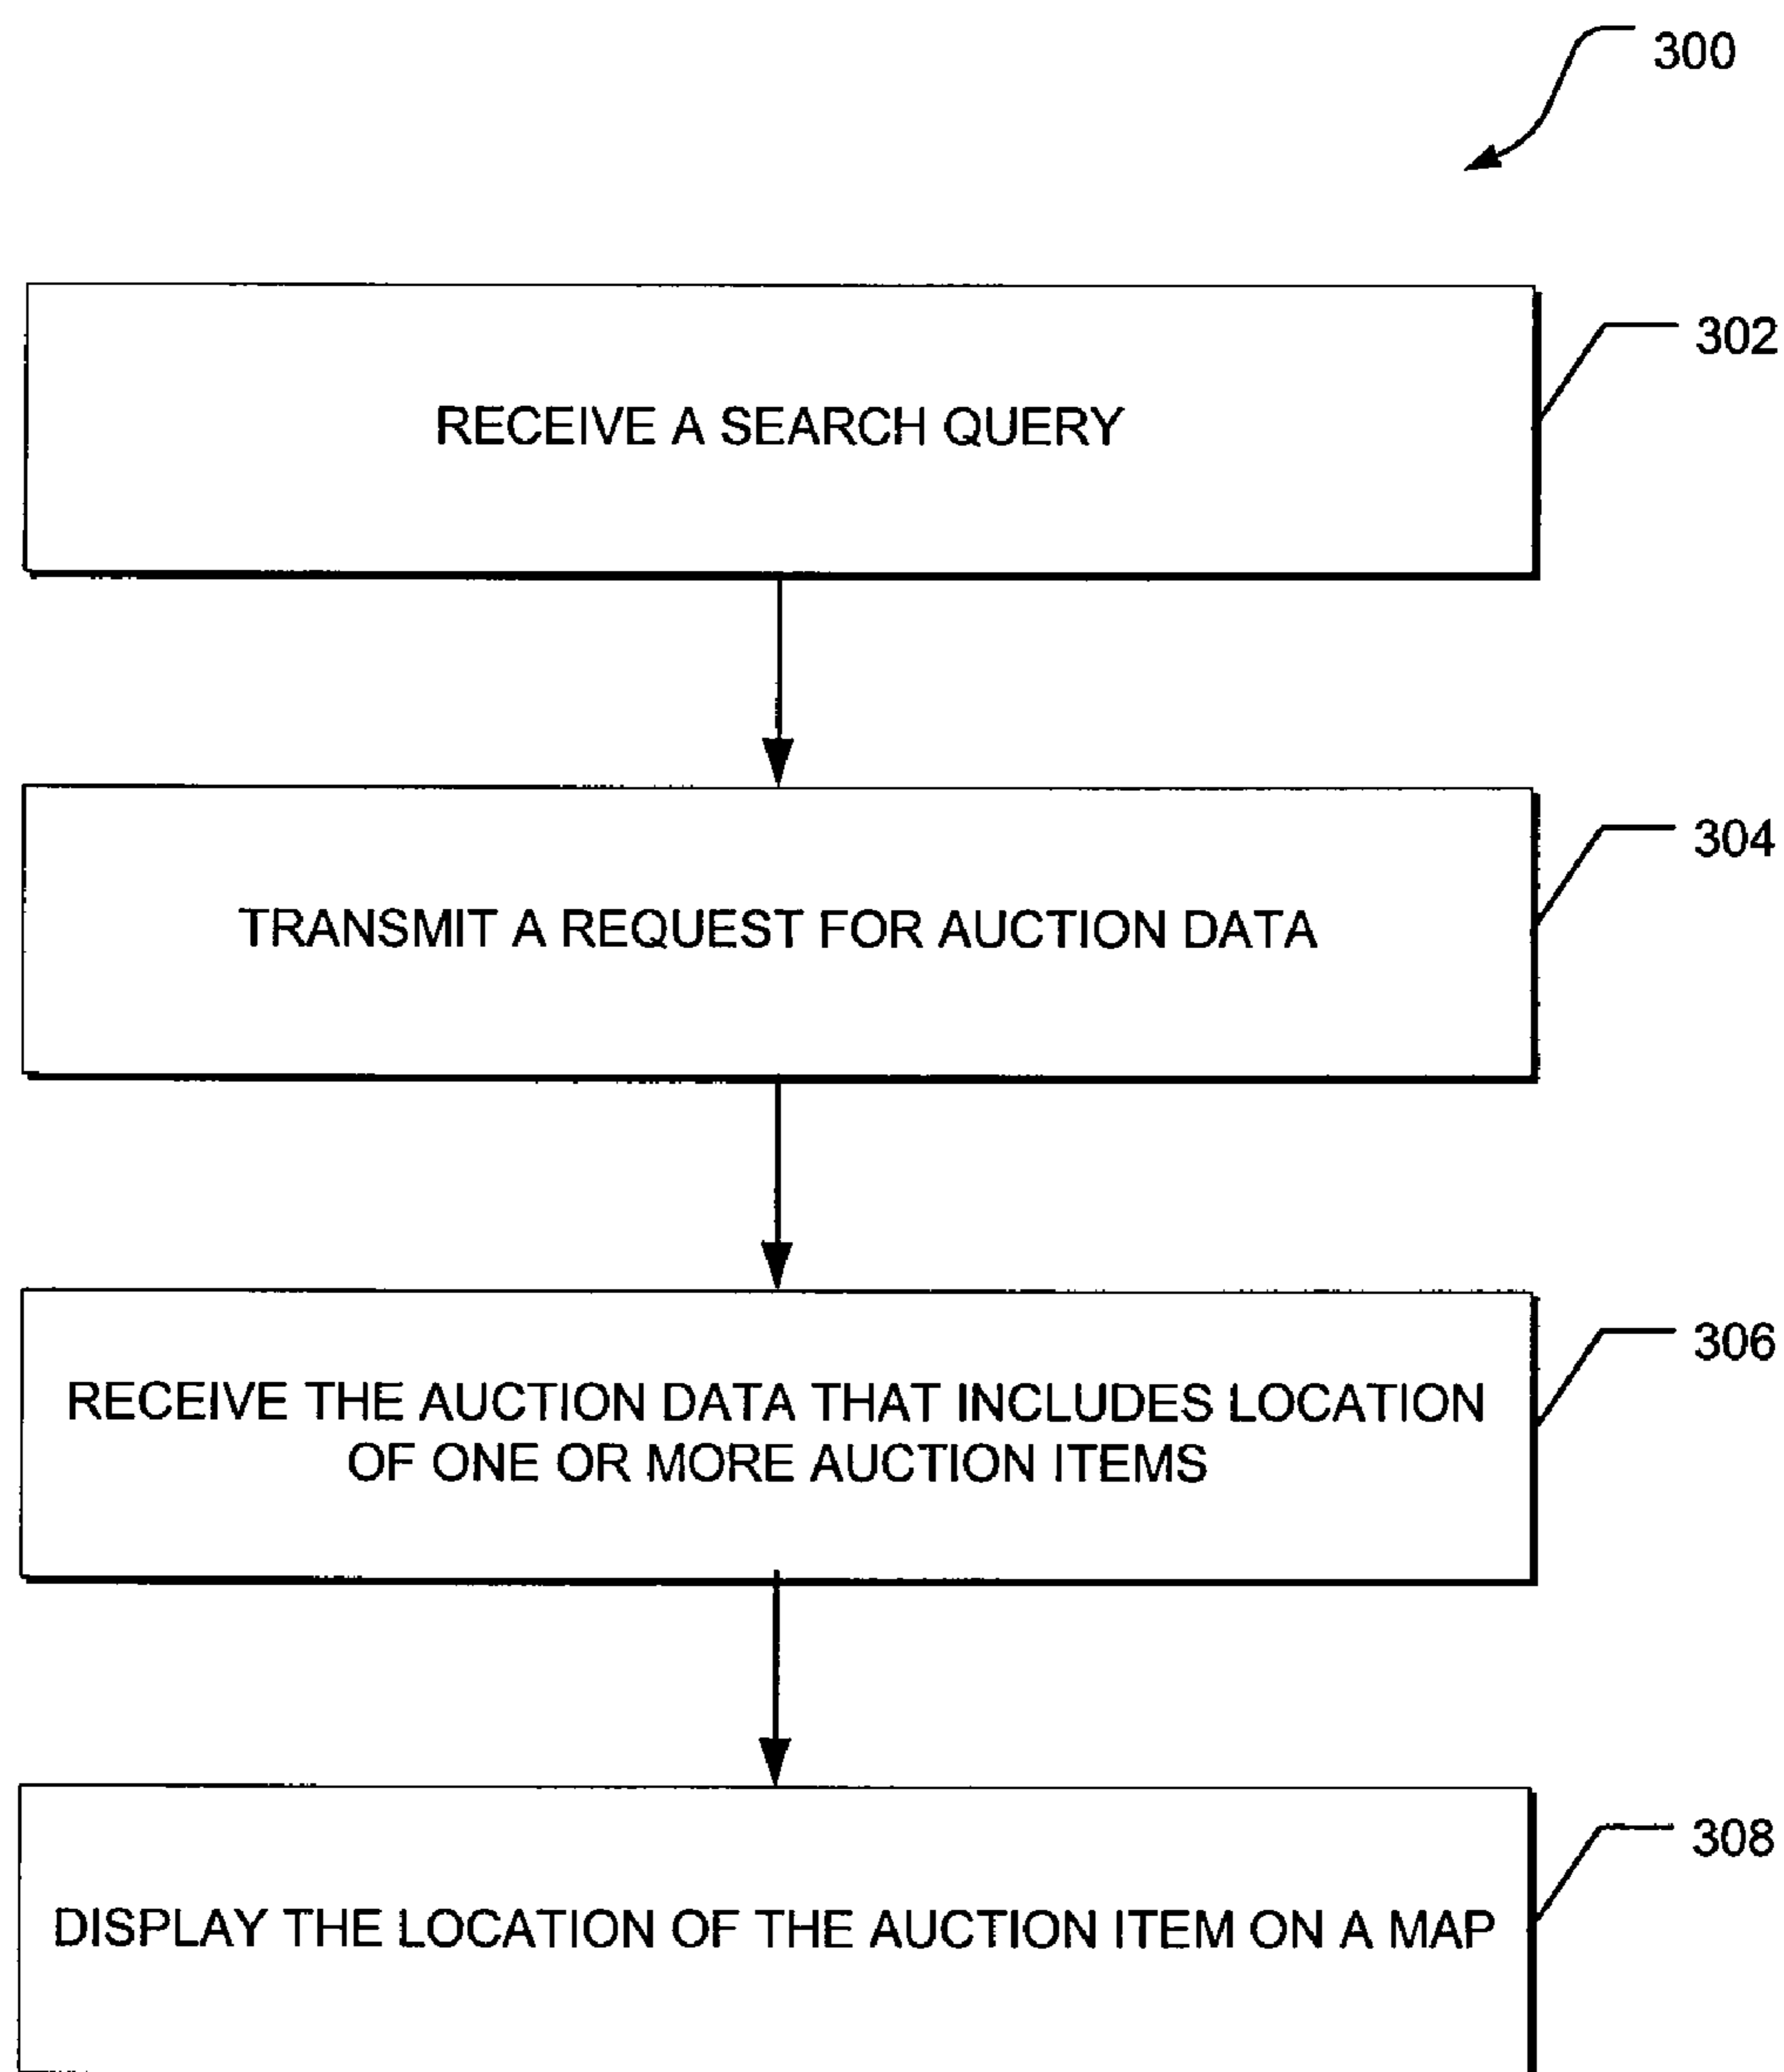 300
302
RECEIVE A SEARCH QUERY
304
TRANSMIT A REQUEST FOR AUCTION DATA
306
RECEIVE THE AUCTION DATA THAT INCLUDES LOCATION
OF ONE OR MORE AUCTION ITEMS
308
DISPLAY THE LOCATION OF THE AUCTION ITEM ON A MAP